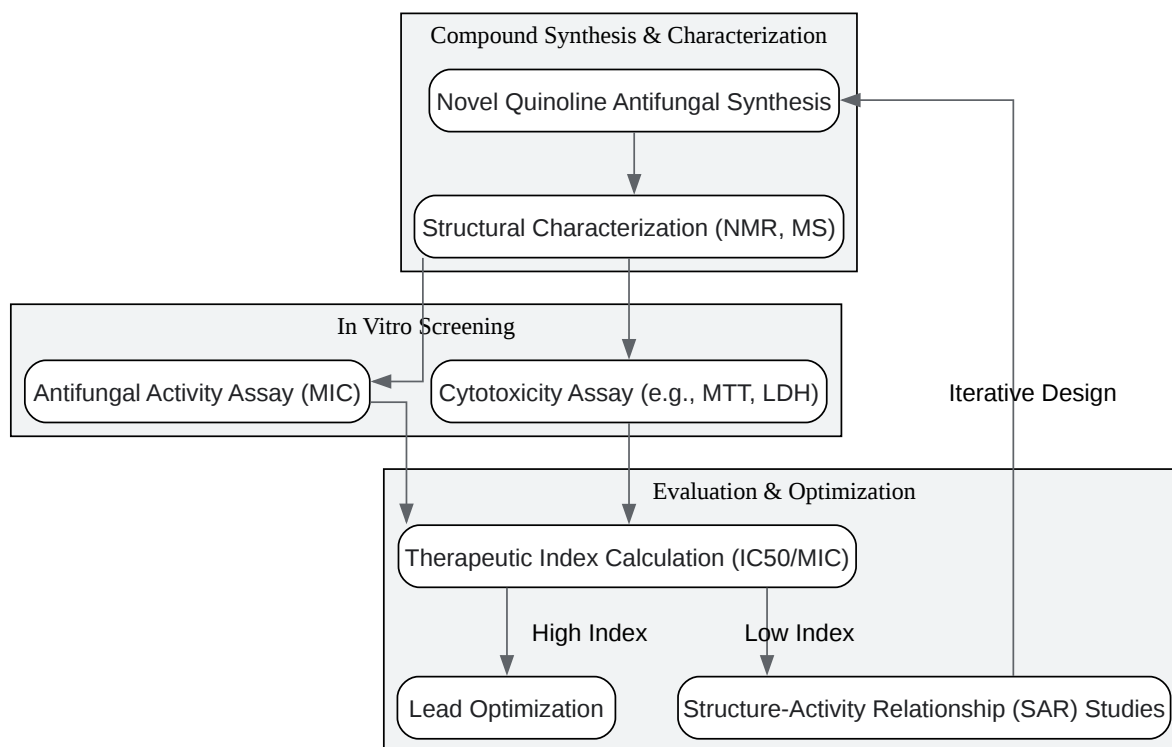 Compound Synthesis & Characterization
Novel Quinoline Antifungal Synthesis
Structural Characterization (NMR, MS)
In Vitro Screening
Antifungal Activity Assay (MIC)
Cytotoxicity Assay (e.g., MTT, LDH)
Iterative Design
Evaluation & Optimization
Therapeutic Index Calculation (IC50/MIC)
High Index
Low Index
Lead Optimization
Structure-Activity Relationship (SAR) Studies